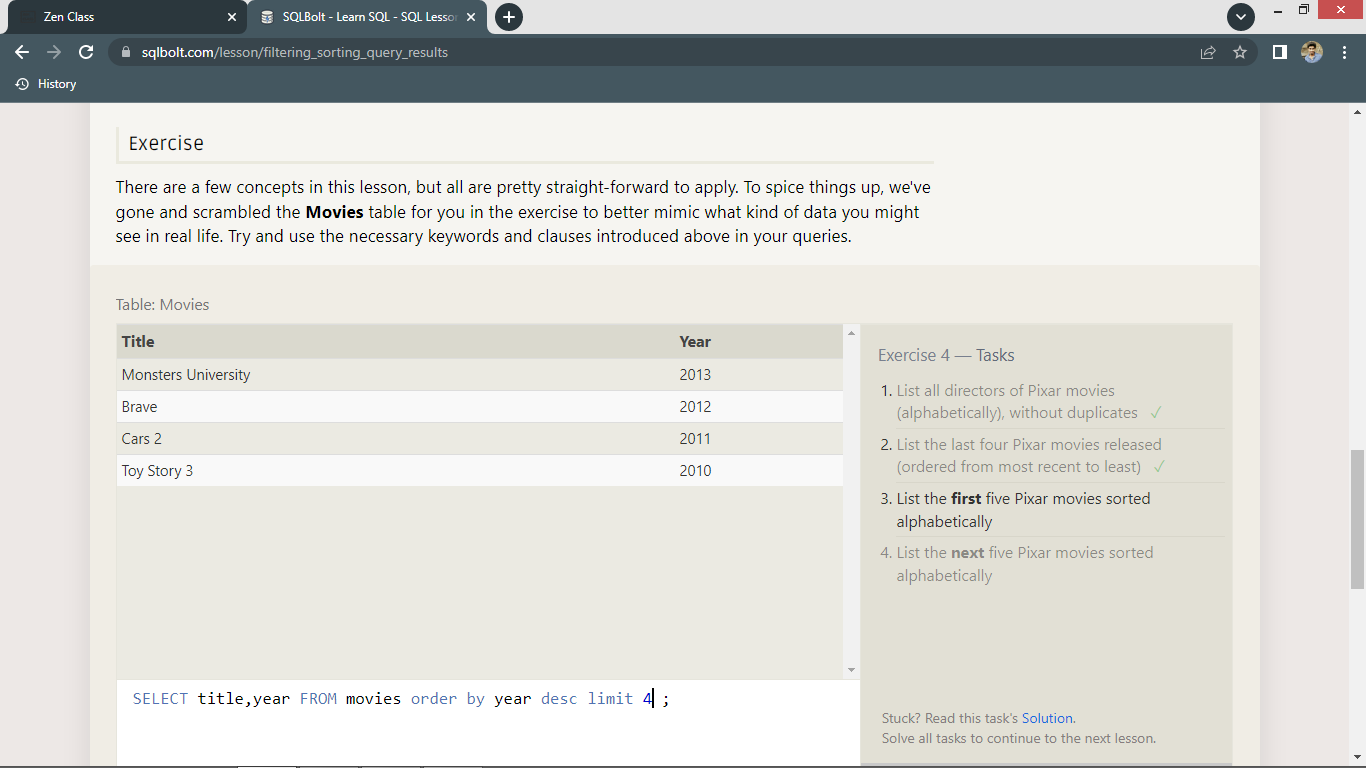 Zen Class
SQLBolt - Learn SQL - SQL Lesson
sqlbolt.com/lesson/filtering_sorting_query_results
History
Exercise
There are a few concepts in this lesson, but all are pretty straight-forward to apply. To spice things up, we've
gone and scrambled the Movies table for you in the exercise to better mimic what kind of data you might
see in real life. Try and use the necessary keywords and clauses introduced above in your queries.
Table: Movies
Title Year
Monsters University 2013
Brave 2012
Cars 2 2011
Toy Story 3 2010
SELECT title,year FROM movies order by year desc limit 4 ;
Exercise 4 — Tasks
1. List all directors of Pixar movies
(alphabetically), without duplicates ✓
2. List the last four Pixar movies released
(ordered from most recent to least) ✓
3. List the first five Pixar movies sorted
alphabetically
4. List the next five Pixar movies sorted
alphabetically
Stuck? Read this task's Solution.
Solve all tasks to continue to the next lesson.